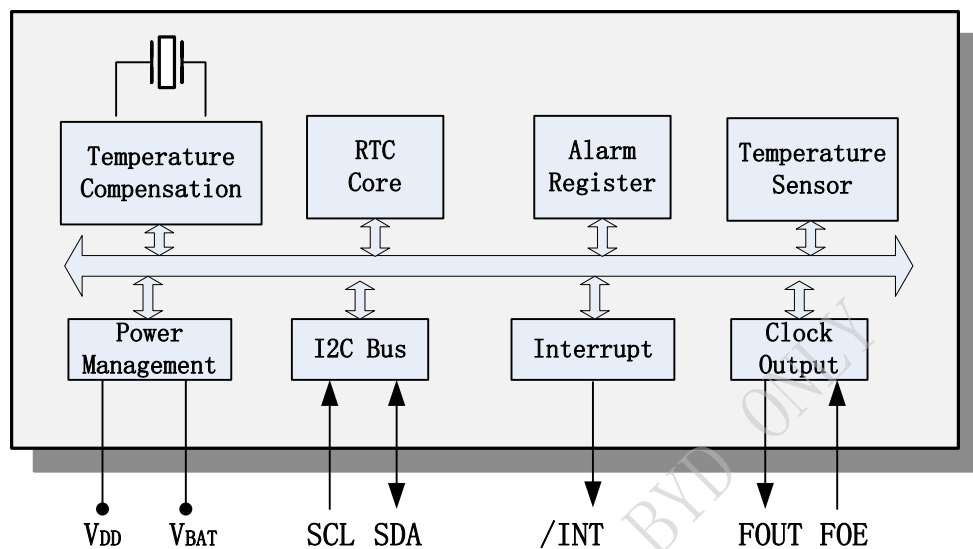 Temperature
Compensation
RTC
Core
Alarm
Register
Temperature
Sensor
Power
Management
I2C Bus
Interrupt
Clock
Output
BYD ONLY
VDD
VBAT
SCL
SDA
/INT
FOUT
FOE